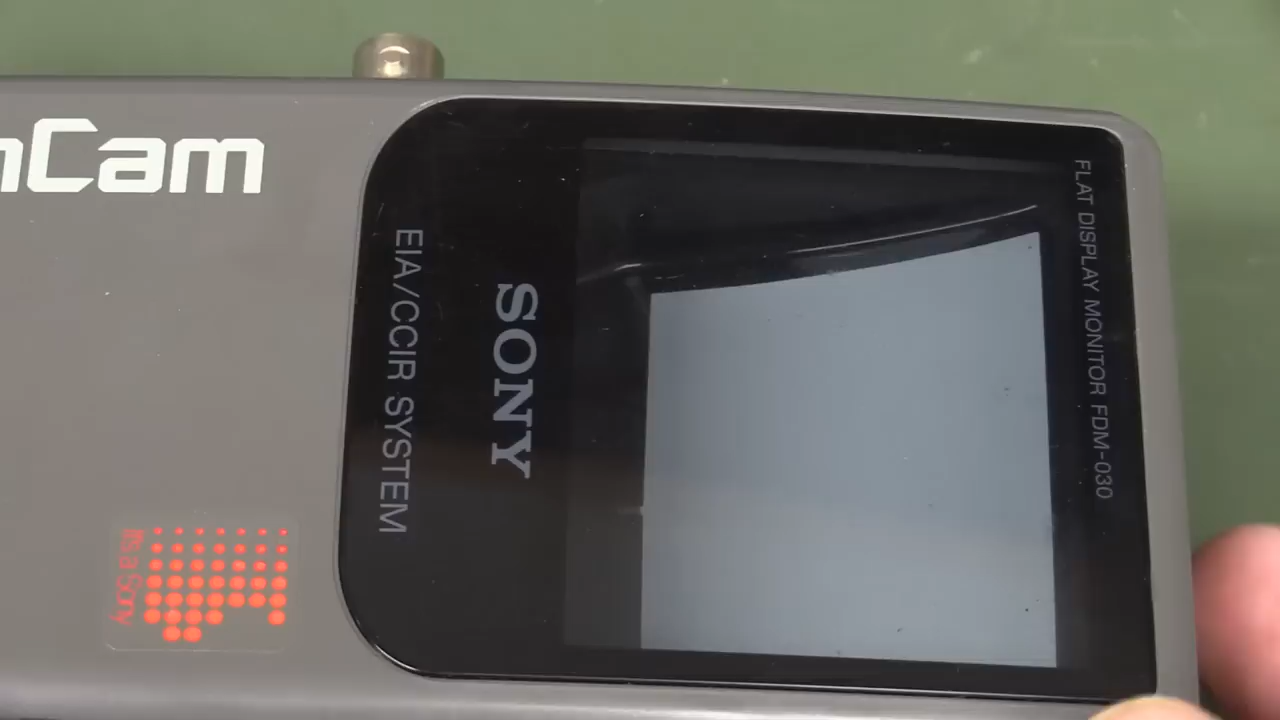 nCam
FLAT DISPLAY MONITOR FDM-030
SONY
EIA/CCIR SYSTEM
It's a Sony